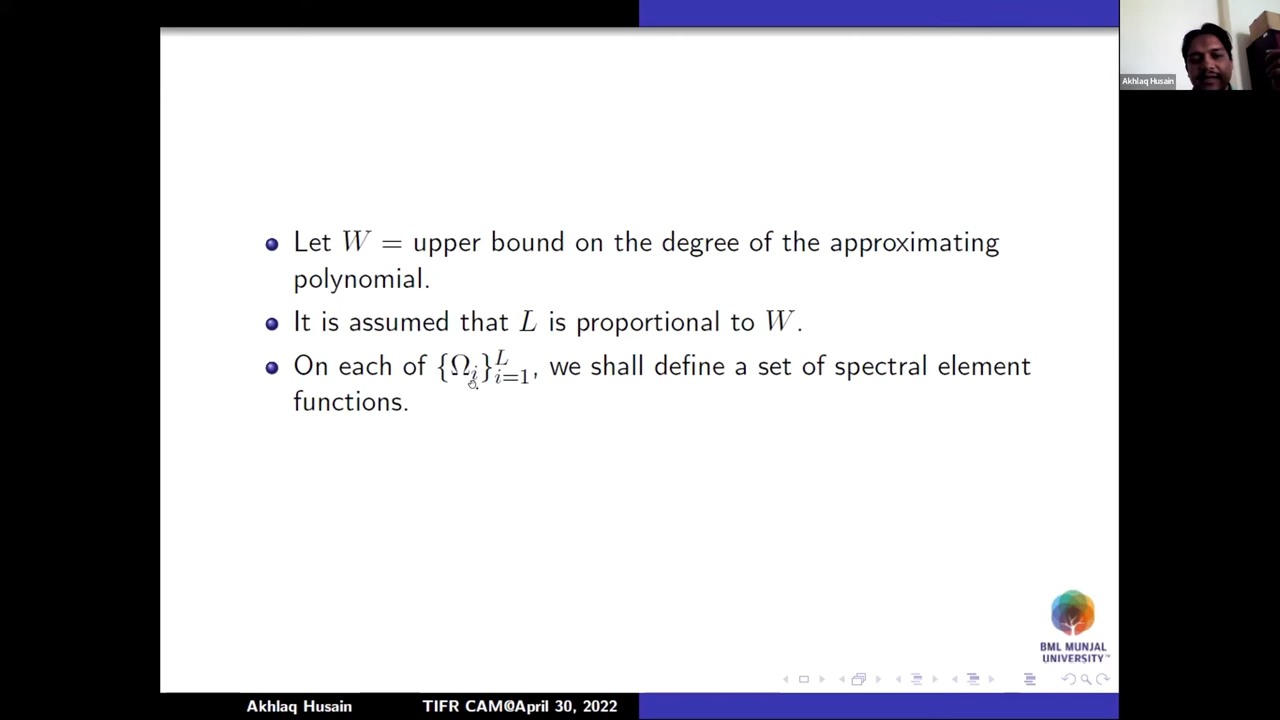 Akhlaq Husain
Let W = upper bound on the degree of the approximating
polynomial.
It is assumed that L is proportional to W.
On each of {Ω_i}_{i=1}^L, we shall define a set of spectral element
functions.
BML MUNJAL
UNIVERSITY™
Akhlaq Husain TIFR CAM@April 30, 2022